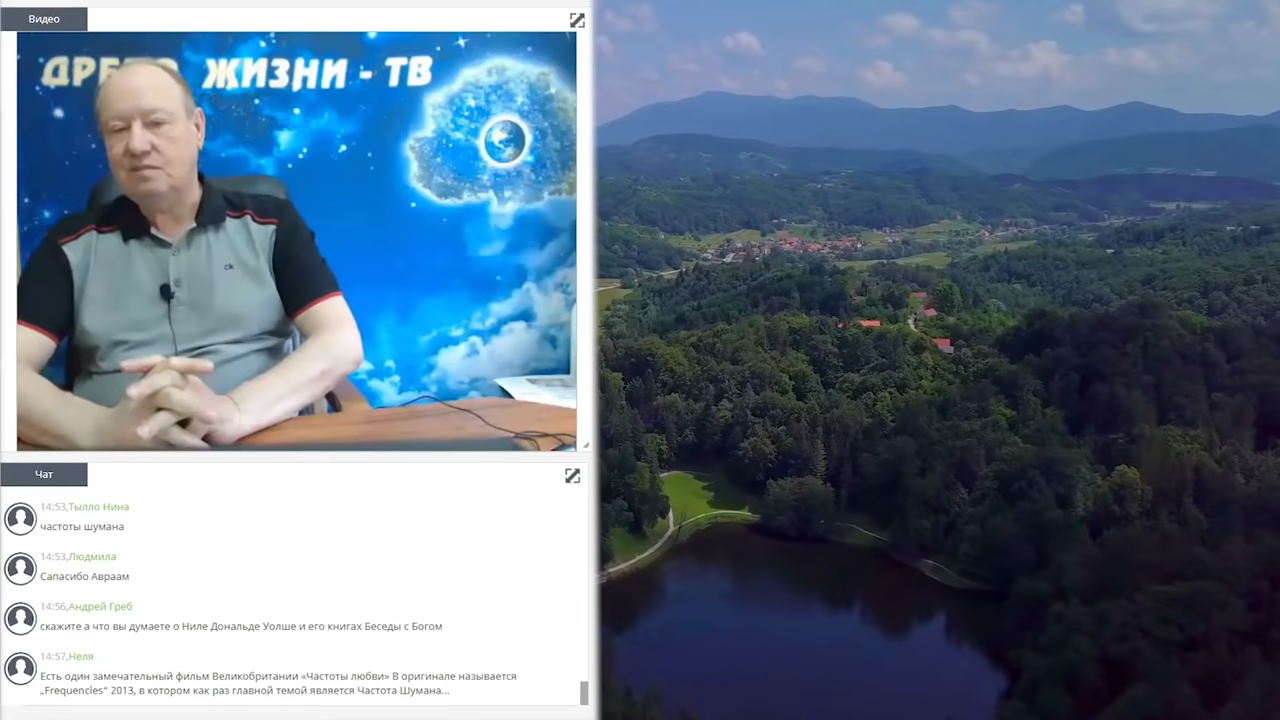 Видео
ДРЕВО ЖИЗНИ - ТВ
ck
Чат
14:53,Тылло Нина
частоты шумана
14:53,Людмила
Сапасибо Авраам
14:56,Андрей Греб
скажите а что вы думаете о Ниле Дональде Уолше и его книгах Беседы с Богом
14:57,Неля
Есть один замечательный фильм Великобритании «Частоты любви» В оригинале называется
„Frequencles“ 2013, в котором как раз главной темой является Частота Шумана...